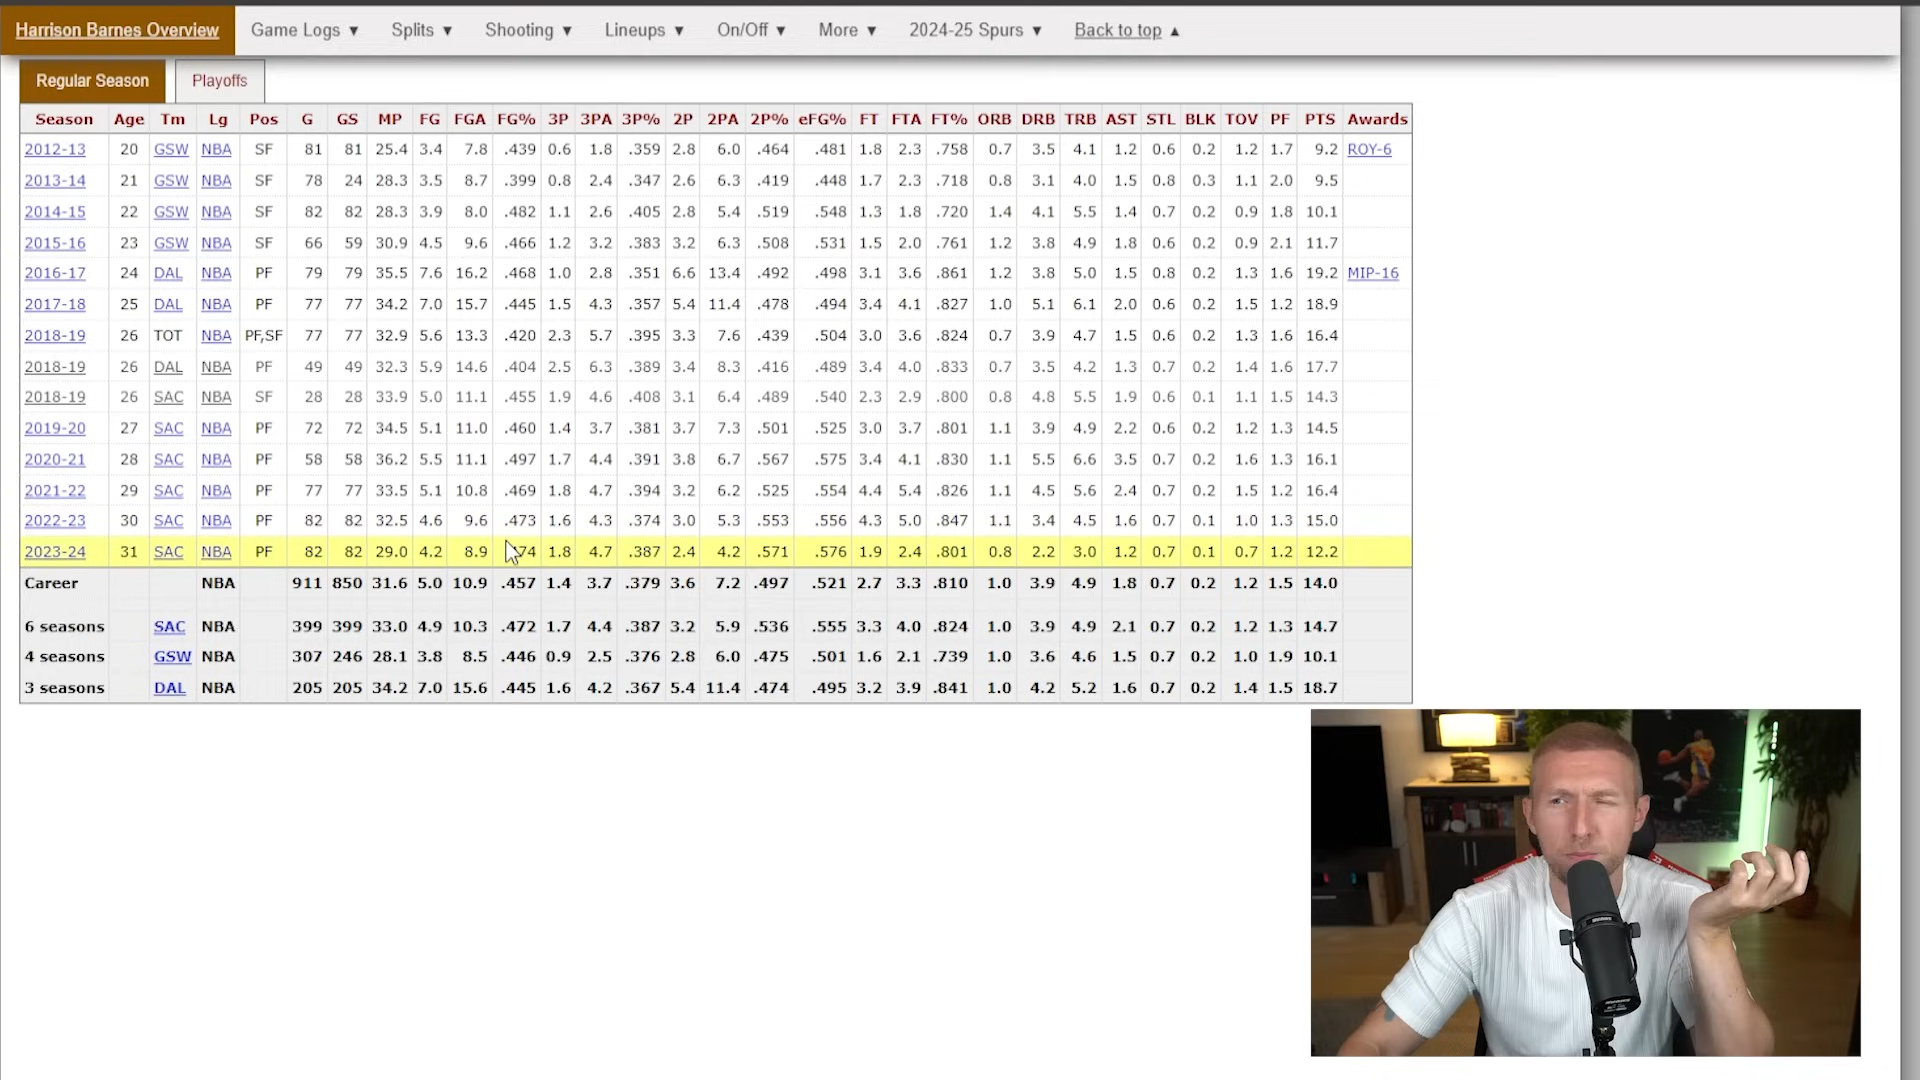 Harrison Barnes Overview Game Logs ▼ Splits ▼ Shooting ▼ Lineups ▼ On/Off ▼ More ▼ 2024-25 Spurs ▼ Back to top ▲
Regular Season Playoffs
Season Age Tm Lg Pos G GS MP FG FGA FG% 3P 3PA 3P% 2P 2PA 2P% eFG% FT FTA FT% ORB DRB TRB AST STL BLK TOV PF PTS Awards
2012-13 20 GSW NBA SF 81 81 25.4 3.4 7.8 .439 0.6 1.8 .359 2.8 6.0 .464 .481 1.8 2.3 .758 0.7 3.5 4.1 1.2 0.6 0.2 1.2 1.7 9.2 ROY-6
2013-14 21 GSW NBA SF 78 24 28.3 3.5 8.7 .399 0.8 2.4 .347 2.6 6.3 .419 .448 1.7 2.3 .718 0.8 3.1 4.0 1.5 0.8 0.3 1.1 2.0 9.5
2014-15 22 GSW NBA SF 82 82 28.3 3.9 8.0 .482 1.1 2.6 .405 2.8 5.4 .519 .548 1.3 1.8 .720 1.4 4.1 5.5 1.4 0.7 0.2 0.9 1.8 10.1
2015-16 23 GSW NBA SF 66 59 30.9 4.5 9.6 .466 1.2 3.2 .383 3.2 6.3 .508 .531 1.5 2.0 .761 1.2 3.8 4.9 1.8 0.6 0.2 0.9 2.1 11.7
2016-17 24 DAL NBA PF 79 79 35.5 7.6 16.2 .468 1.0 2.8 .351 6.6 13.4 .492 .498 3.1 3.6 .861 1.2 3.8 5.0 1.5 0.8 0.2 1.3 1.6 19.2 MIP-16
2017-18 25 DAL NBA PF 77 77 34.2 7.0 15.7 .445 1.5 4.3 .357 5.4 11.4 .478 .494 3.4 4.1 .827 1.0 5.1 6.1 2.0 0.6 0.2 1.5 1.2 18.9
2018-19 26 TOT NBA PF,SF 77 77 32.9 5.6 13.3 .420 2.3 5.7 .395 3.3 7.6 .439 .504 3.0 3.6 .824 0.7 3.9 4.7 1.5 0.6 0.2 1.3 1.6 16.4
2018-19 26 DAL NBA PF 49 49 32.3 5.9 14.6 .404 2.5 6.3 .389 3.4 8.3 .416 .489 3.4 4.0 .833 0.7 3.5 4.2 1.3 0.7 0.2 1.4 1.6 17.7
2018-19 26 SAC NBA SF 28 28 33.9 5.0 11.1 .455 1.9 4.6 .408 3.1 6.4 .489 .540 2.3 2.9 .800 0.8 4.8 5.5 1.9 0.6 0.1 1.1 1.5 14.3
2019-20 27 SAC NBA PF 72 72 34.5 5.1 11.0 .460 1.4 3.7 .381 3.7 7.3 .501 .525 3.0 3.7 .801 1.1 3.9 4.9 2.2 0.6 0.2 1.2 1.3 14.5
2020-21 28 SAC NBA PF 58 58 36.2 5.5 11.1 .497 1.7 4.4 .391 3.8 6.7 .567 .575 3.4 4.1 .830 1.1 5.5 6.6 3.5 0.7 0.2 1.6 1.3 16.1
2021-22 29 SAC NBA PF 77 77 33.5 5.1 10.8 .469 1.8 4.7 .394 3.2 6.2 .525 .554 4.4 5.4 .826 1.1 4.5 5.6 2.4 0.7 0.2 1.5 1.2 16.4
2022-23 30 SAC NBA PF 82 82 32.5 4.6 9.6 .473 1.6 4.3 .374 3.0 5.3 .553 .556 4.3 5.0 .847 1.1 3.4 4.5 1.6 0.7 0.1 1.0 1.3 15.0
2023-24 31 SAC NBA PF 82 82 29.0 4.2 8.9 1.8 4.7 .387 2.4 4.2 .571 .576 1.9 2.4 .801 0.8 2.2 3.0 1.2 0.7 0.1 0.7 1.2 12.2
Career NBA 911 850 31.6 5.0 10.9 .457 1.4 3.7 .379 3.6 7.2 .497 .521 2.7 3.3 .810 1.0 3.9 4.9 1.8 0.7 0.2 1.2 1.5 14.0
6 seasons SAC NBA 399 399 33.0 4.9 10.3 .472 1.7 4.4 .387 3.2 5.9 .536 .555 3.3 4.0 .824 1.0 3.9 4.9 2.1 0.7 0.2 1.2 1.3 14.7
4 seasons GSW NBA 307 246 28.1 3.8 8.5 .446 0.9 2.5 .376 2.8 6.0 .475 .501 1.6 2.1 .739 1.0 3.6 4.6 1.5 0.7 0.2 1.0 1.9 10.1
3 seasons DAL NBA 205 205 34.2 7.0 15.6 .445 1.6 4.2 .367 5.4 11.4 .474 .495 3.2 3.9 .841 1.0 4.2 5.2 1.6 0.7 0.2 1.4 1.5 18.7